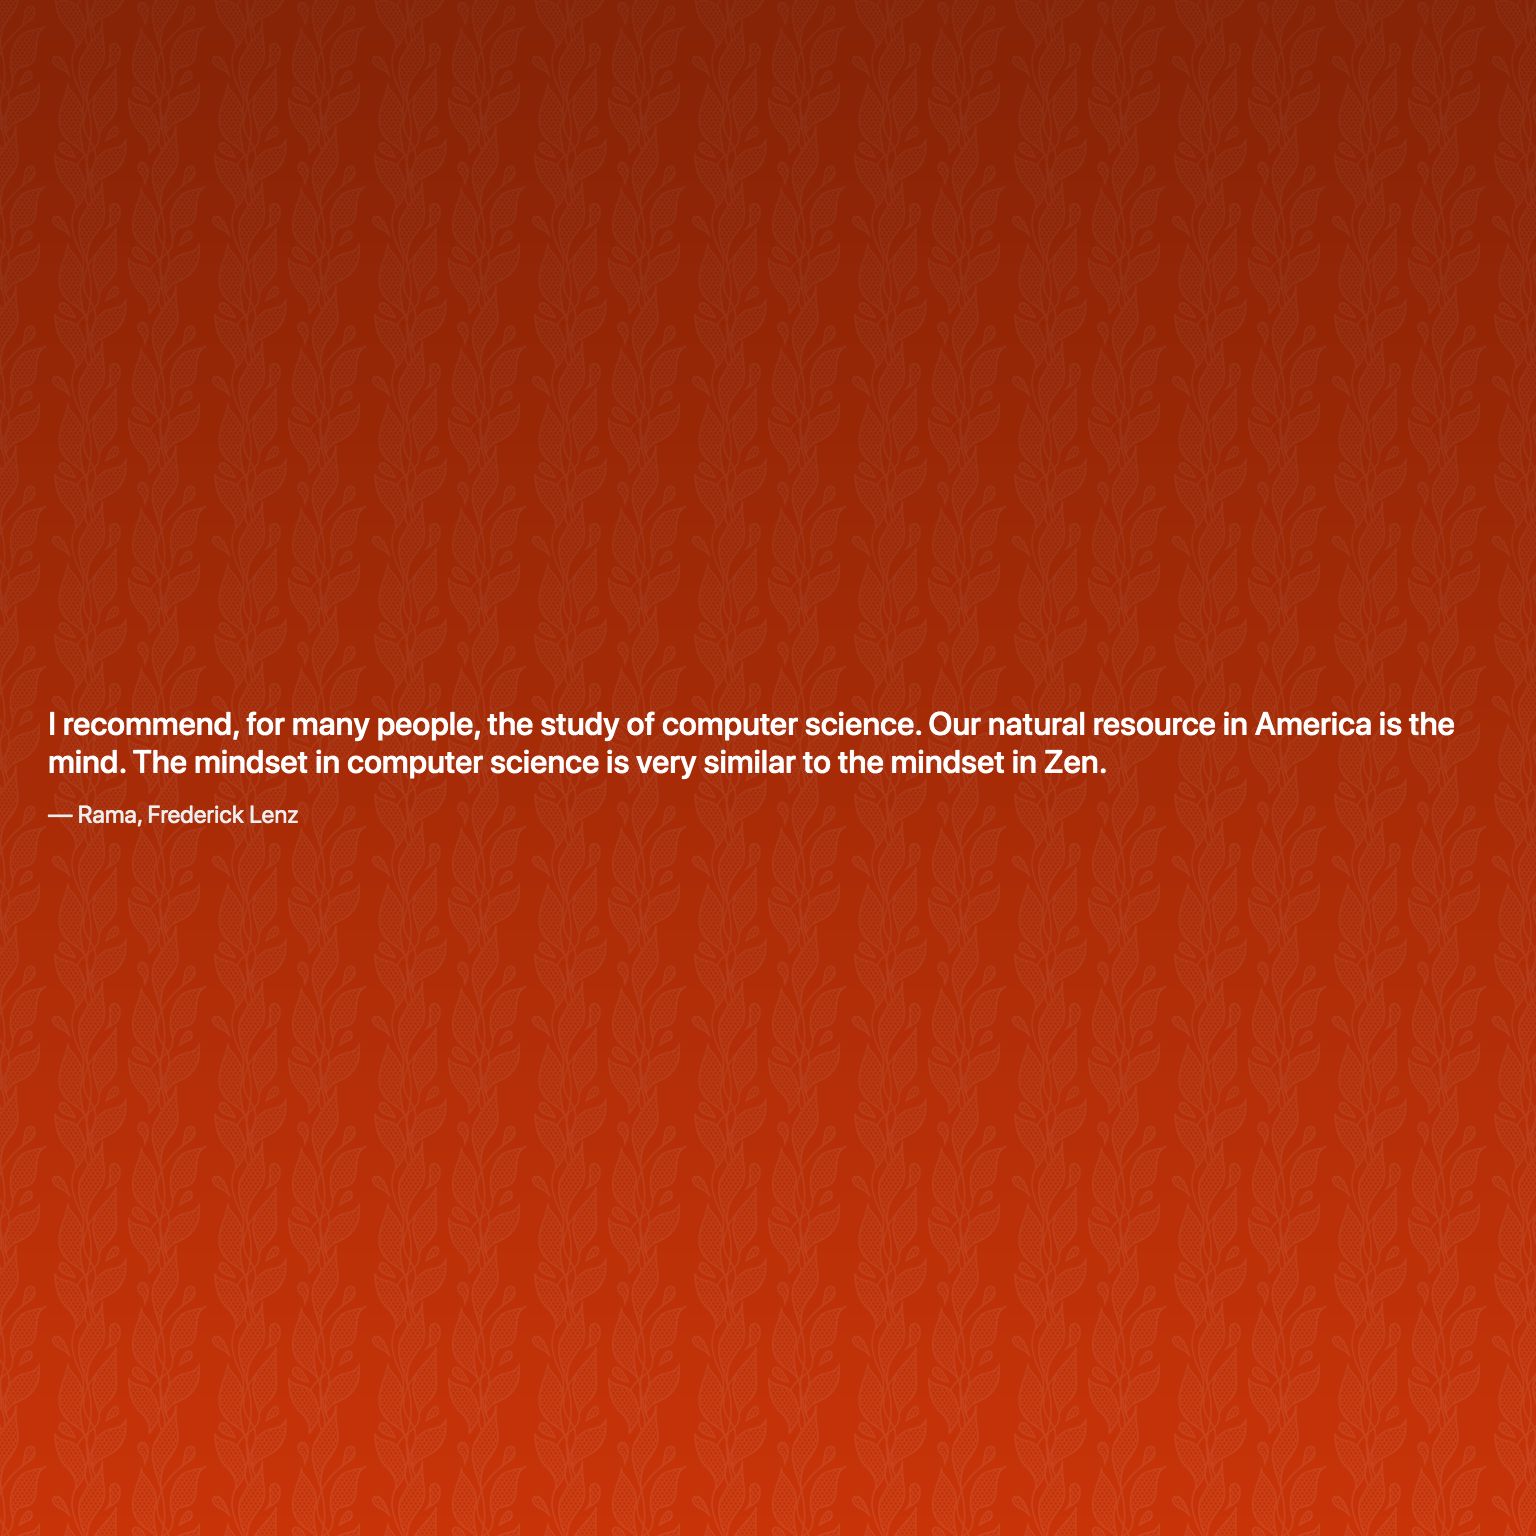 I recommend, for many people, the study of computer science. Our natural resource in America is the
mind. The mindset in computer science is very similar to the mindset in Zen.
— Rama, Frederick Lenz